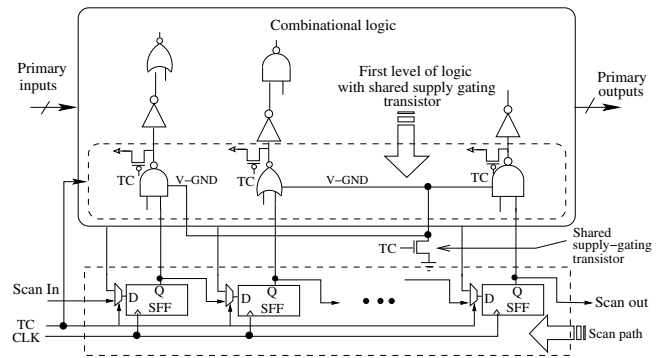 Combinational logic
Primary
inputs
First level of logic
with shared supply gating
transistor
Primary
outputs
TC
V-GND
TC
V-GND
TC
TC
Shared
supply-gating
transistor
Scan In
D
Q
SFF
D
Q
SFF
D
Q
SFF
Scan out
TC
CLK
Scan path